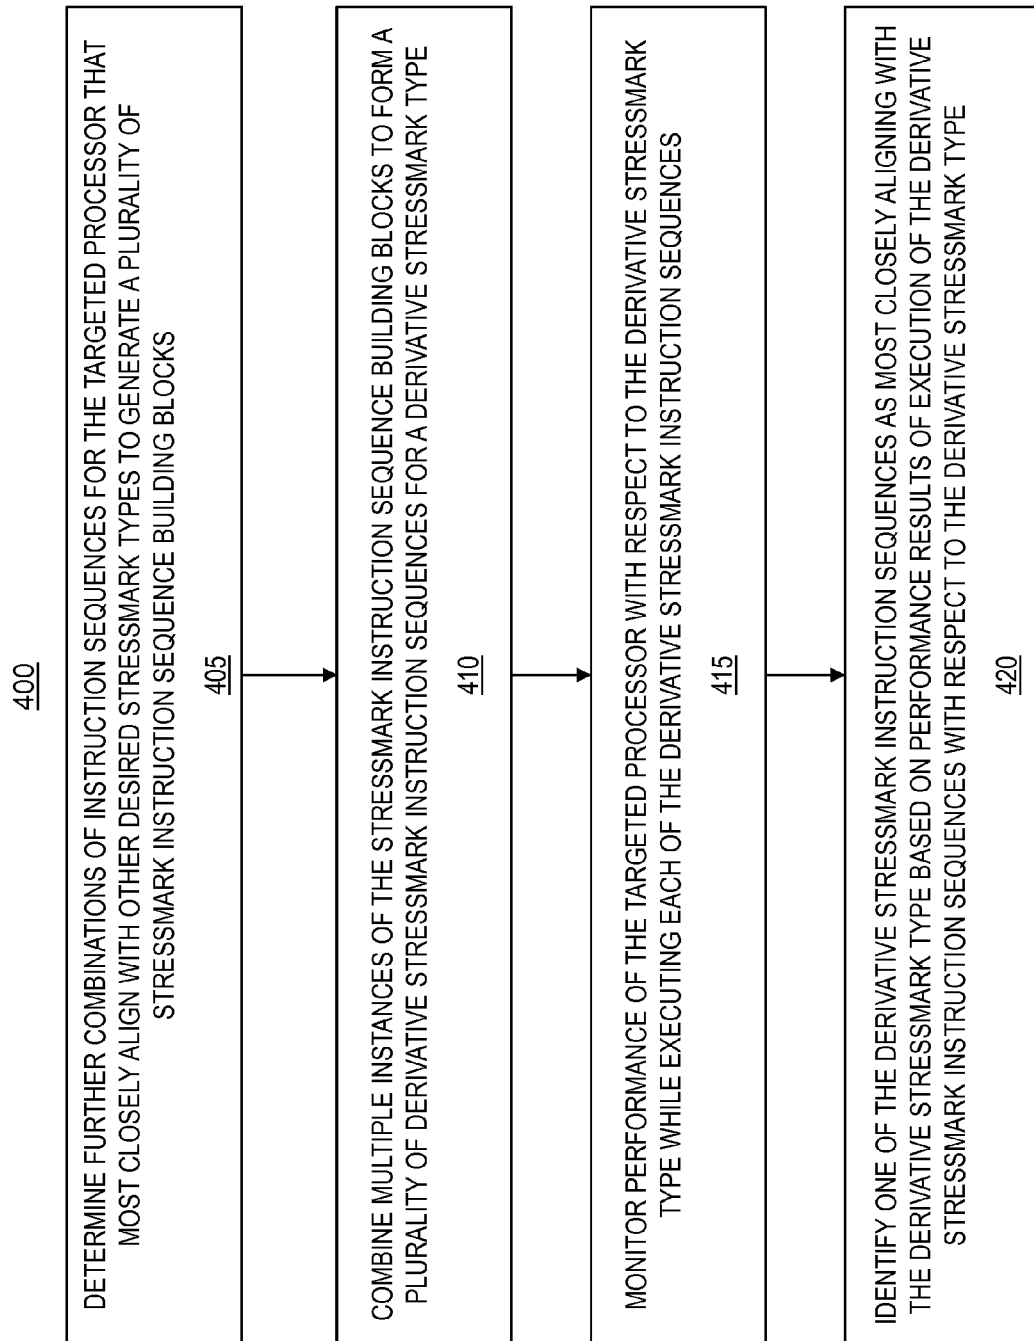 400
DETERMINE FURTHER COMBINATIONS OF INSTRUCTION SEQUENCES FOR THE TARGETED PROCESSOR THAT
MOST CLOSELY ALIGN WITH OTHER DESIRED STRESSMARK TYPES TO GENERATE A PLURALITY OF
STRESSMARK INSTRUCTION SEQUENCE BUILDING BLOCKS
405
COMBINE MULTIPLE INSTANCES OF THE STRESSMARK INSTRUCTION SEQUENCE BUILDING BLOCKS TO FORM A
PLURALITY OF DERIVATIVE STRESSMARK INSTRUCTION SEQUENCES FOR A DERIVATIVE STRESSMARK TYPE
410
MONITOR PERFORMANCE OF THE TARGETED PROCESSOR WITH RESPECT TO THE DERIVATIVE STRESSMARK
TYPE WHILE EXECUTING EACH OF THE DERIVATIVE STRESSMARK INSTRUCTION SEQUENCES
415
IDENTIFY ONE OF THE DERIVATIVE STRESSMARK INSTRUCTION SEQUENCES AS MOST CLOSELY ALIGNING WITH
THE DERIVATIVE STRESSMARK TYPE BASED ON PERFORMANCE RESULTS OF EXECUTION OF THE DERIVATIVE
STRESSMARK INSTRUCTION SEQUENCES WITH RESPECT TO THE DERIVATIVE STRESSMARK TYPE
420